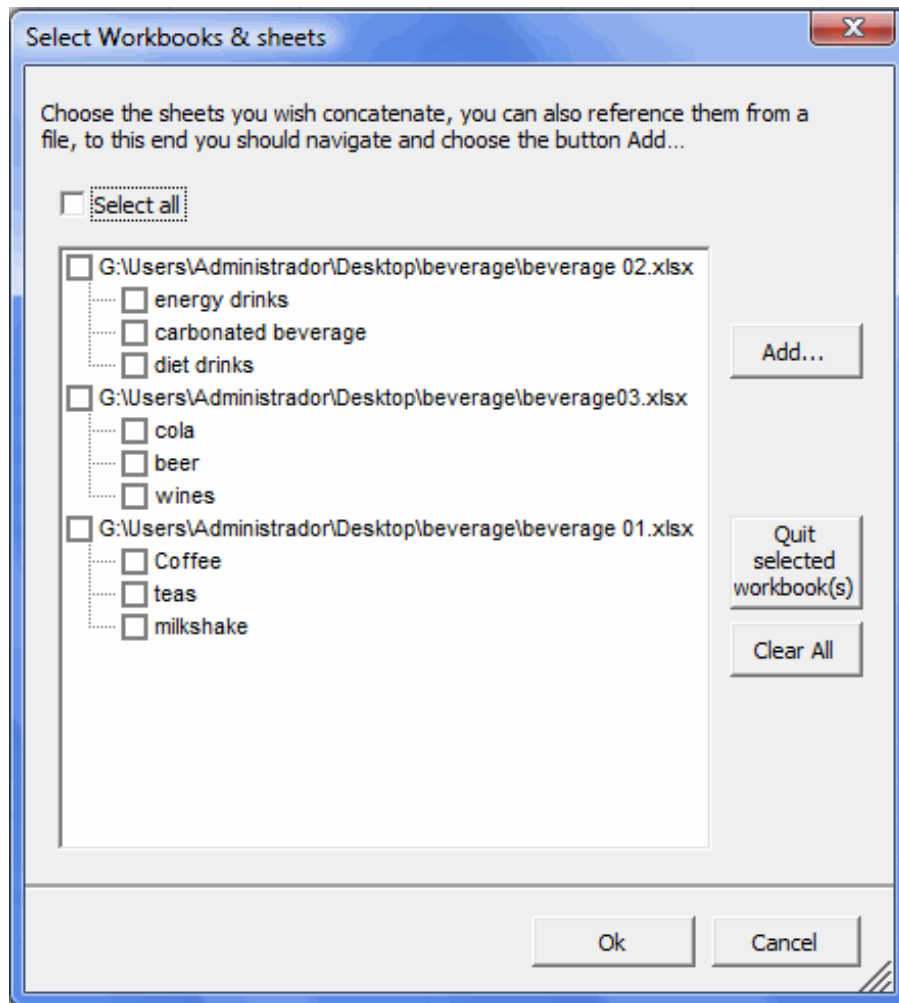 Select Workbooks & sheets
X
Choose the sheets you wish concatenate, you can also reference them from a
file, to this end you should navigate and choose the button Add...
Select all
G:\Users\Administrador\Desktop\beverage\beverage 02.xlsx
energy drinks
carbonated beverage
diet drinks
G:\Users\Administrador\Desktop\beverage\beverage03.xlsx
cola
beer
wines
G:\Users\Administrador\Desktop\beverage\beverage 01.xlsx
Coffee
teas
milkshake
Add...
Quit
selected
workbook(s)
Clear All
Ok
Cancel